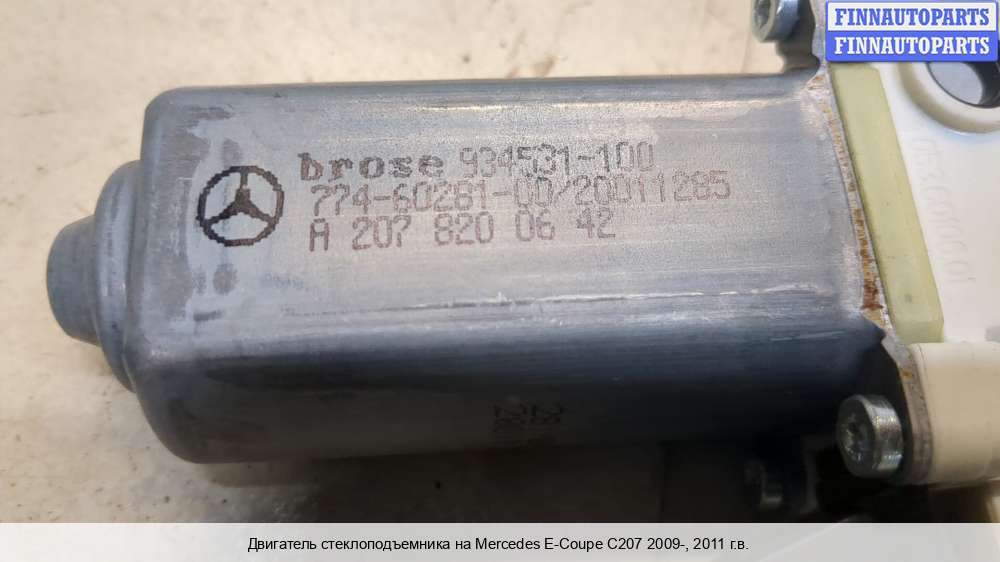 FINNAUTOPARTS
FINNAUTOPARTS
brose 934531-100
774-60281-00/20011285
A 207 820 06 42
Двигатель стеклоподъемника на Mercedes E-Coupe C207 2009-, 2011 г.в.